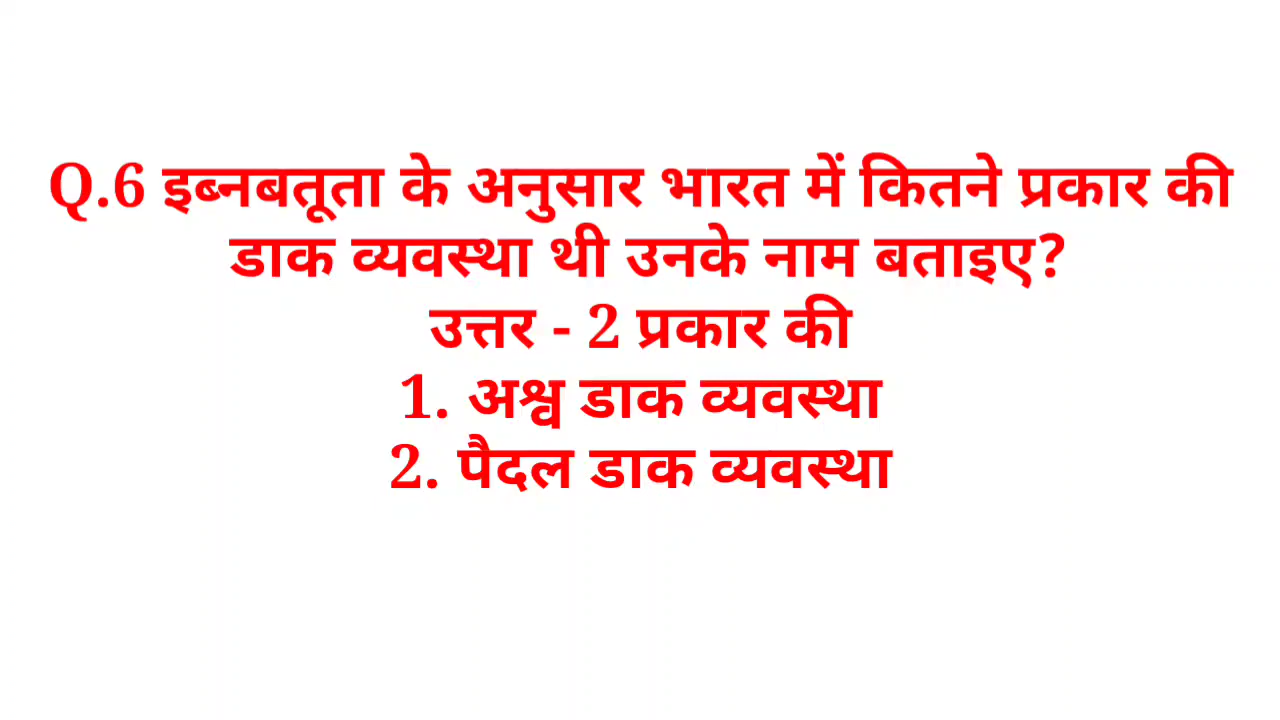 Q.6 इब्नबतूता के अनुसार भारत में कितने प्रकार की
डाक व्यवस्था थी उनके नाम बताइए?
उत्तर - 2 प्रकार की
1. अश्व डाक व्यवस्था
2. पैदल डाक व्यवस्था